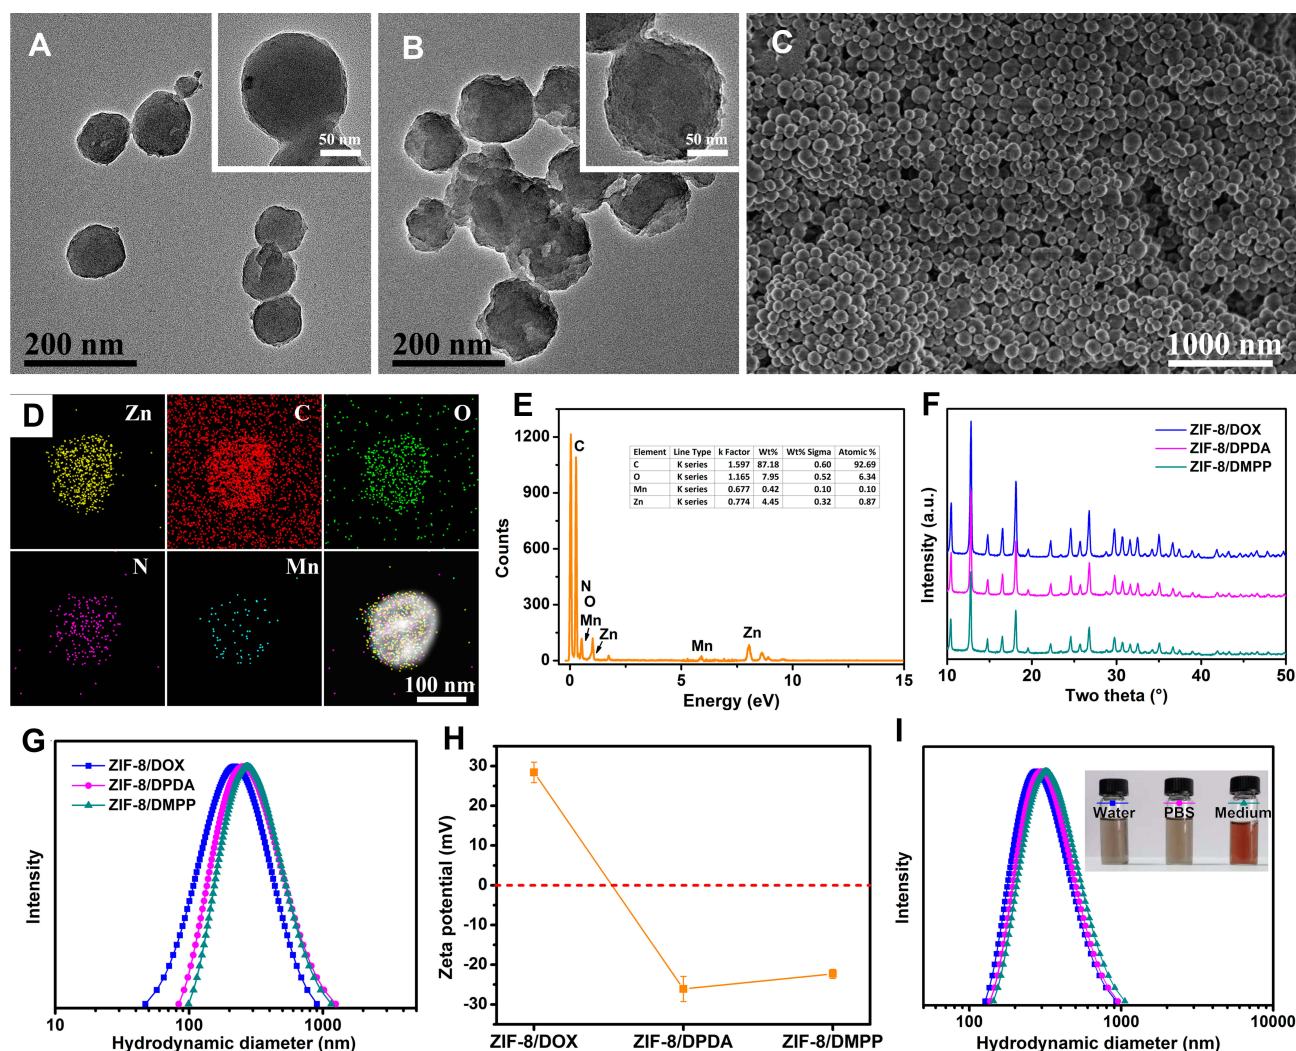 A
50 nm
200 nm
B
50 nm
200 nm
C
1000 nm
D
Zn
C
O
N
Mn
100 nm
E
Counts
1200
900
600
300
0
C
N
O
Mn
Zn
Mn
Zn
Element Line Type k Factor Wt% Wt% Sigma Atomic %
C K series 1.597 87.18 0.60 92.69
O K series 1.165 7.95 0.52 6.34
Mn K series 0.677 0.42 0.10 0.10
Zn K series 0.774 4.45 0.32 0.87
0 5 10 15
Energy (eV)
F
Intensity (a.u.)
ZIF-8/DOX
ZIF-8/DPDA
ZIF-8/DMPP
10 20 30 40 50
Two theta (°)
G
Intensity
ZIF-8/DOX
ZIF-8/DPDA
ZIF-8/DMPP
10 100 1000
Hydrodynamic diameter (nm)
H
Zeta potential (mV)
30
20
10
0
-10
-20
-30
ZIF-8/DOX ZIF-8/DPDA ZIF-8/DMPP
I
Intensity
Water PBS Medium
100 1000 10000
Hydrodynamic diameter (nm)